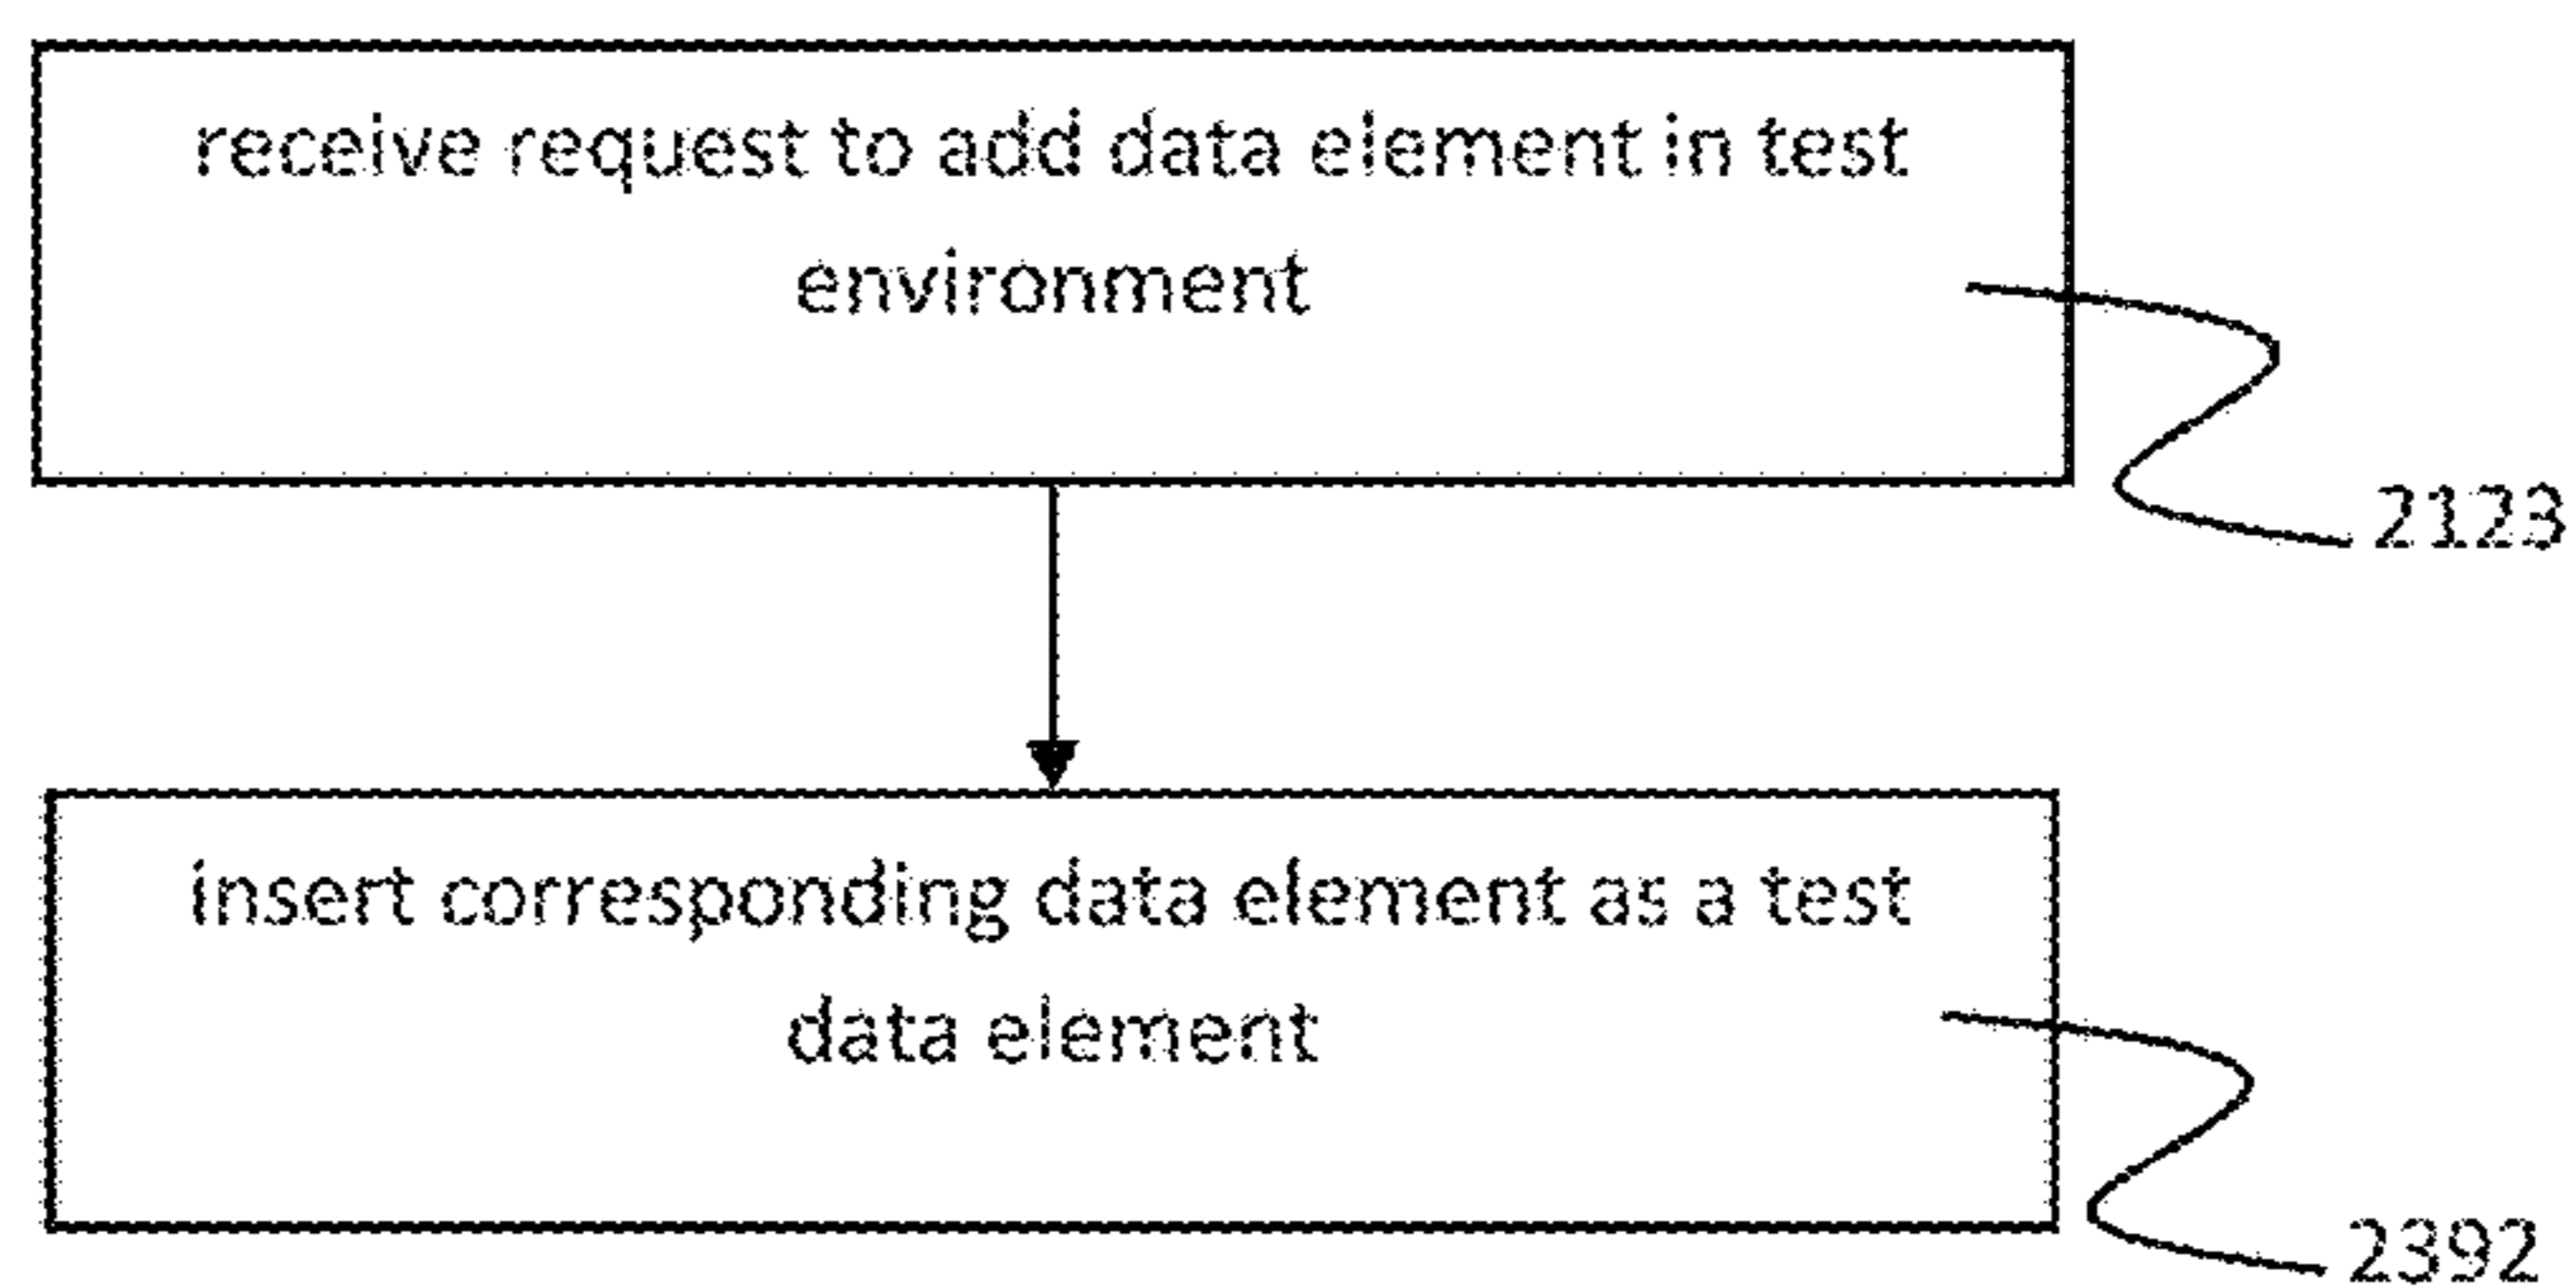 receive request to add data element in test
environment
2123
insert corresponding data element as a test
data element
2392